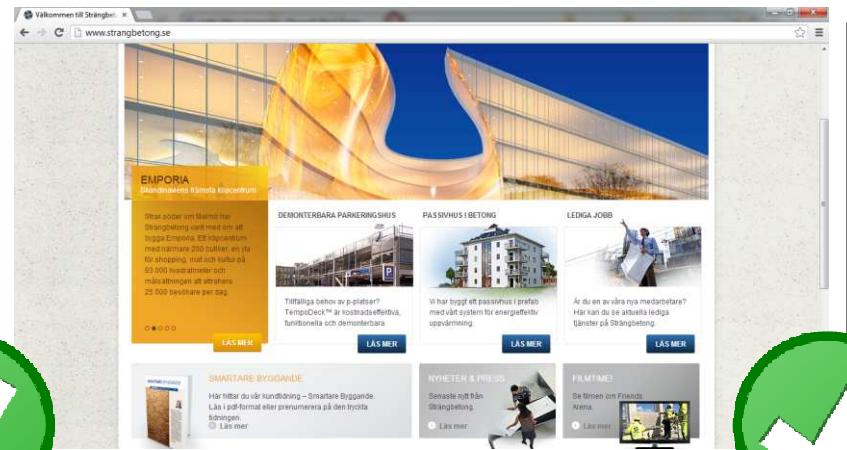 Välkommen till Strängbet
www.strangbetong.se
EMPORIA
Skandinaviens främsta köpcentrum
Strax söder om Malmö har
Strängbetong varit med om att
bygga Emporia. Ett köpcentrum
med närmare 200 butiker, en yta
för shopping, mat och kultur på
93 000 kvadratmeter och
målsättningen att attrahera
25 000 besökare per dag.
LÄS MER
DEMONTERBARA PARKERINGSHUS
P
Tillfälliga behov av p-platser?
TempoDeck™ är kostnadseffektiva,
funktionella och demonterbara.
LÄS MER
PASSIVHUS I BETONG
Vi har byggt ett passivhus i prefab
med vårt system för energieffektiv
uppvärmning.
LÄS MER
LEDIGA JOBB
Är du en av våra nya medarbetare?
Här kan du se aktuella lediga
tjänster på Strängbetong.
LÄS MER
SMARTARE BYGGANDE
SMARTARE BYGGANDE
Här hittar du vår kundtidning – Smartare Byggande.
Läs i pdf-format eller prenumerera på den tryckta
tidningen.
Läs mer
NYHETER & PRESS
Senaste nytt från
Strängbetong.
Läs mer
FILMTIME!
Se filmen om Friends
Arena.
Läs mer